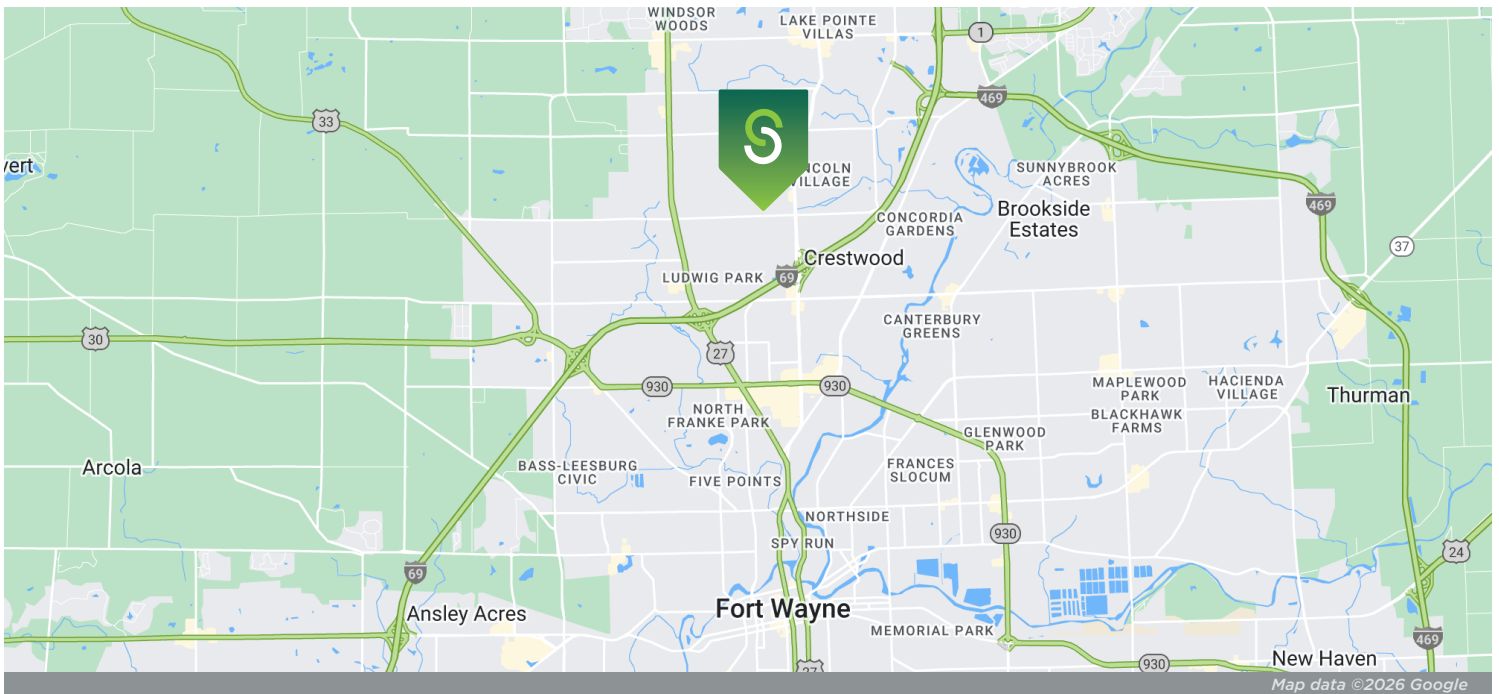 WINDSOR
WOODS
LAKE POINTE
VILLAS
1
469
33
vert
NCOLN
VILLAGE
SUNNYBROOK
ACRES
469
Brookside
Estates
CONCORDIA
GARDENS
37
Crestwood
LUDWIG PARK
69
CANTERBURY
GREENS
30
27
930
930
MAPLEWOOD
PARK
HACIENDA
VILLAGE
Thurman
NORTH
FRANKE PARK
BLACKHAWK
FARMS
GLENWOOD
PARK
Arcola
BASS-LEESBURG
CIVIC
FRANCES
SLOCUM
FIVE POINTS
NORTHSIDE
930
SPY RUN
24
69
Fort Wayne
Ansley Acres
MEMORIAL PARK
469
New Haven
930
27
Map data ©2026 Google